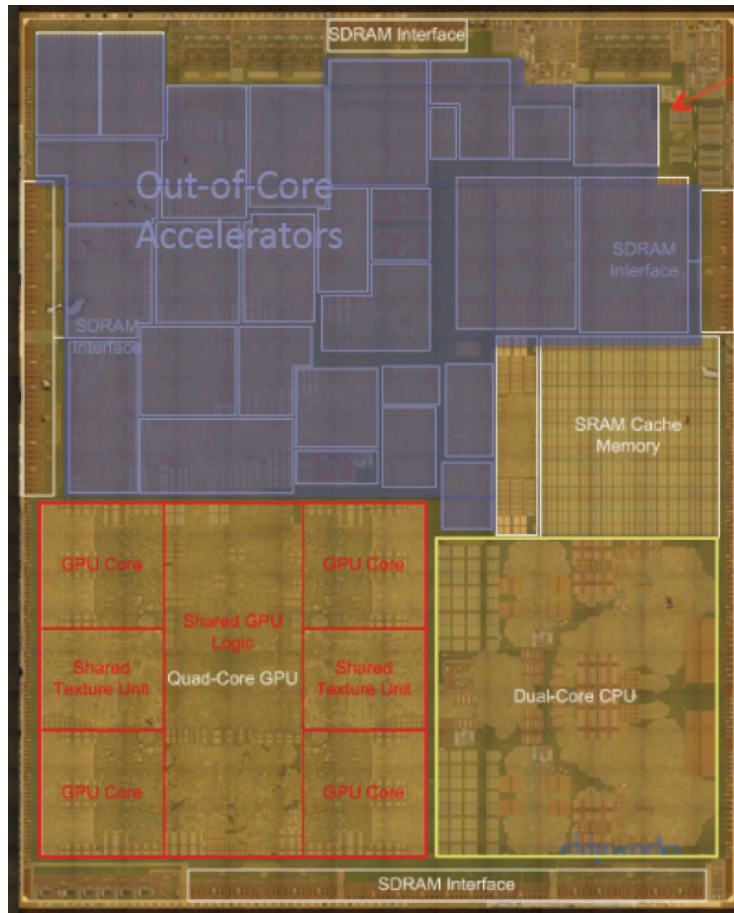 SDRAM Interface
Out-of-Core
Accelerators
SDRAM
Interface
SDRAM
Interface
SRAM Cache
Memory
GPU Core
GPU Core
Shared GPU
Logic
Shared
Texture Unit
Quad-Core GPU
Shared
Texture Unit
Dual-Core CPU
GPU Core
GPU Core
chipworks
SDRAM Interface